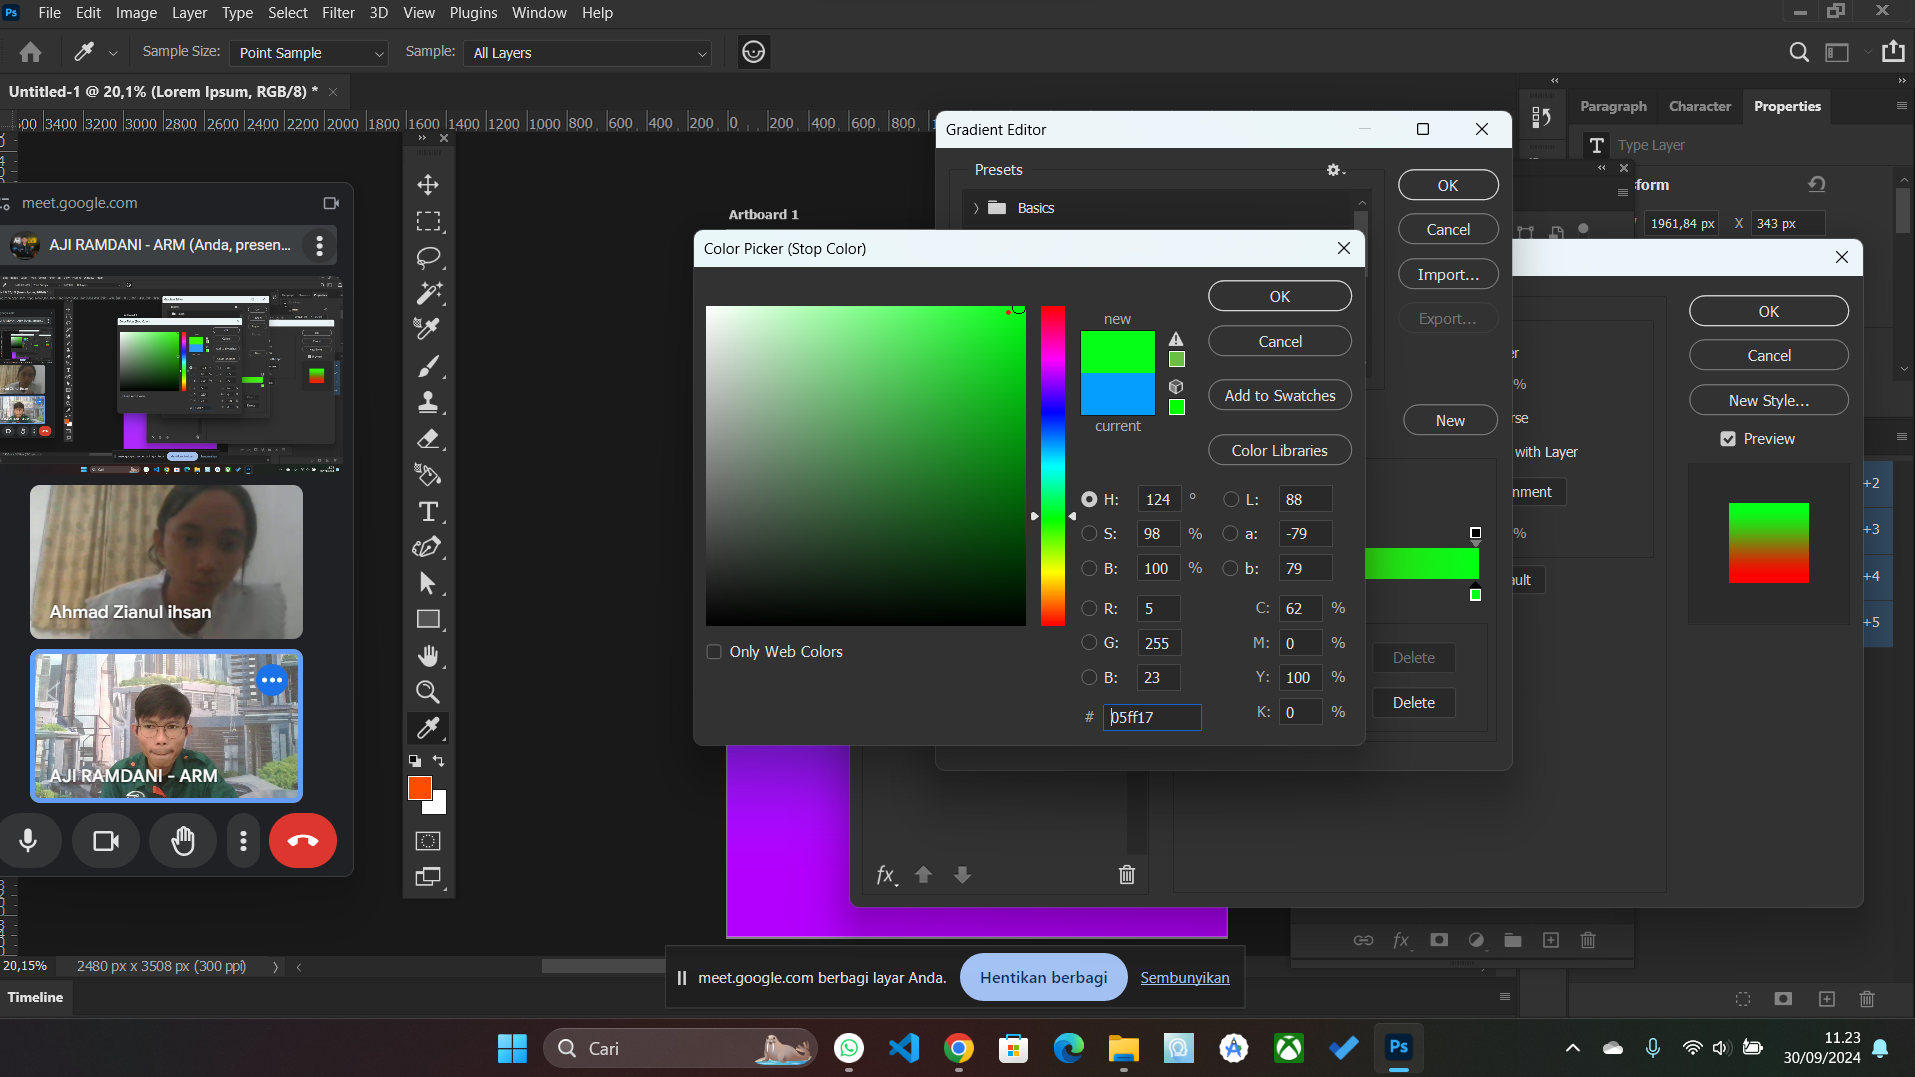 Ps File Edit Image Layer Type Select Filter 3D View Plugins Window Help
Sample Size: Point Sample Sample: All Layers
Untitled-1 @ 20,1% (Lorem Ipsum, RGB/8) *
3400 3200 3000 2800 2600 2400 2200 2000 1800 1600 1400 1200 1000 800 600 400 200 0 200 400 600 800
meet.google.com
AJI RAMDANI - ARM (Anda, presen...
Ahmad Zianul ihsan
AJI RAMDANI - ARM
Artboard 1
Gradient Editor
Presets
Basics
OK
Cancel
Import...
Export...
New
Delete
Delete
Color Picker (Stop Color)
new
current
OK
Cancel
Add to Swatches
Color Libraries
H: 124 ° L: 88
S: 98 % a: -79
B: 100 % b: 79
R: 5 C: 62 %
G: 255 M: 0 %
B: 23 Y: 100 %
# 05ff17 K: 0 %
Only Web Colors
Paragraph Character Properties
T Type Layer
sform
1961,84 px X 343 px
er
%
rse
with Layer
nment
%
ault
OK
Cancel
New Style...
Preview
+2
+3
+4
+5
fx
fx
20,15% 2480 px x 3508 px (300 ppi)
Timeline
meet.google.com berbagi layar Anda. Hentikan berbagi Sembunyikan
Cari
Ps
11.23
30/09/2024